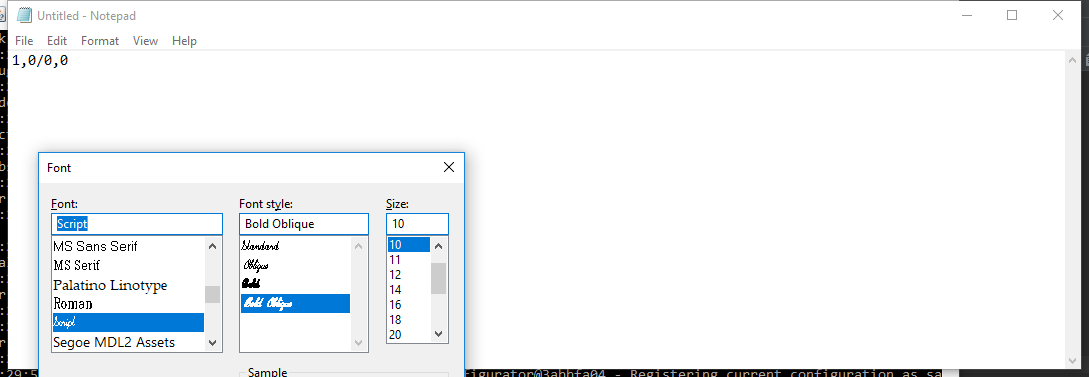 Untitled - Notepad
File Edit Format View Help
1,0/0,0
Font
Font: Font style: Size:
Script Bold Oblique 10
MS Sans Serif
MS Serif
Palatino Linotype
Roman
Script
Segoe MDL2 Assets
Standard
Oblique
Bold
Bold Oblique
10
11
12
14
16
18
20
Sample
:29:5
figurator@3abbfa04 - Registering current configuration as sa